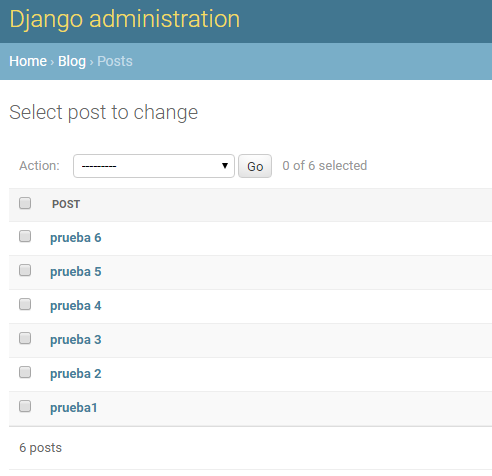 Django administration
Home › Blog › Posts
Select post to change
Action: --------- Go 0 of 6 selected
POST
prueba 6
prueba 5
prueba 4
prueba 3
prueba 2
prueba1
6 posts